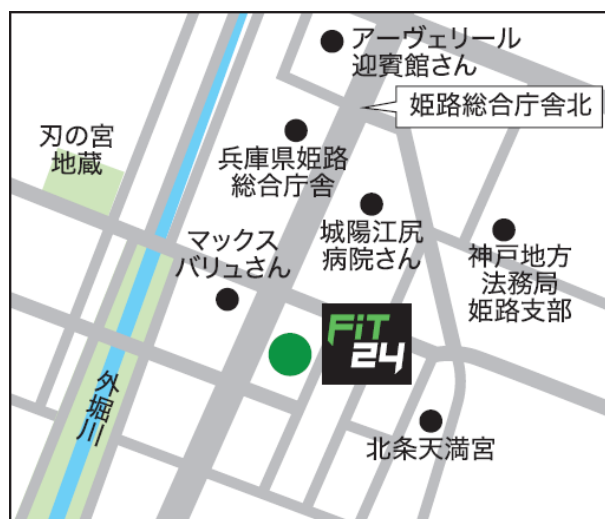 アーヴェリール
迎賓館さん
姫路総合庁舎北
刃の宮
地蔵
兵庫県姫路
総合庁舎
城陽江尻
病院さん
神戸地方
法務局
姫路支部
マックス
バリュさん
FiT
24
外堀川
北条天満宮